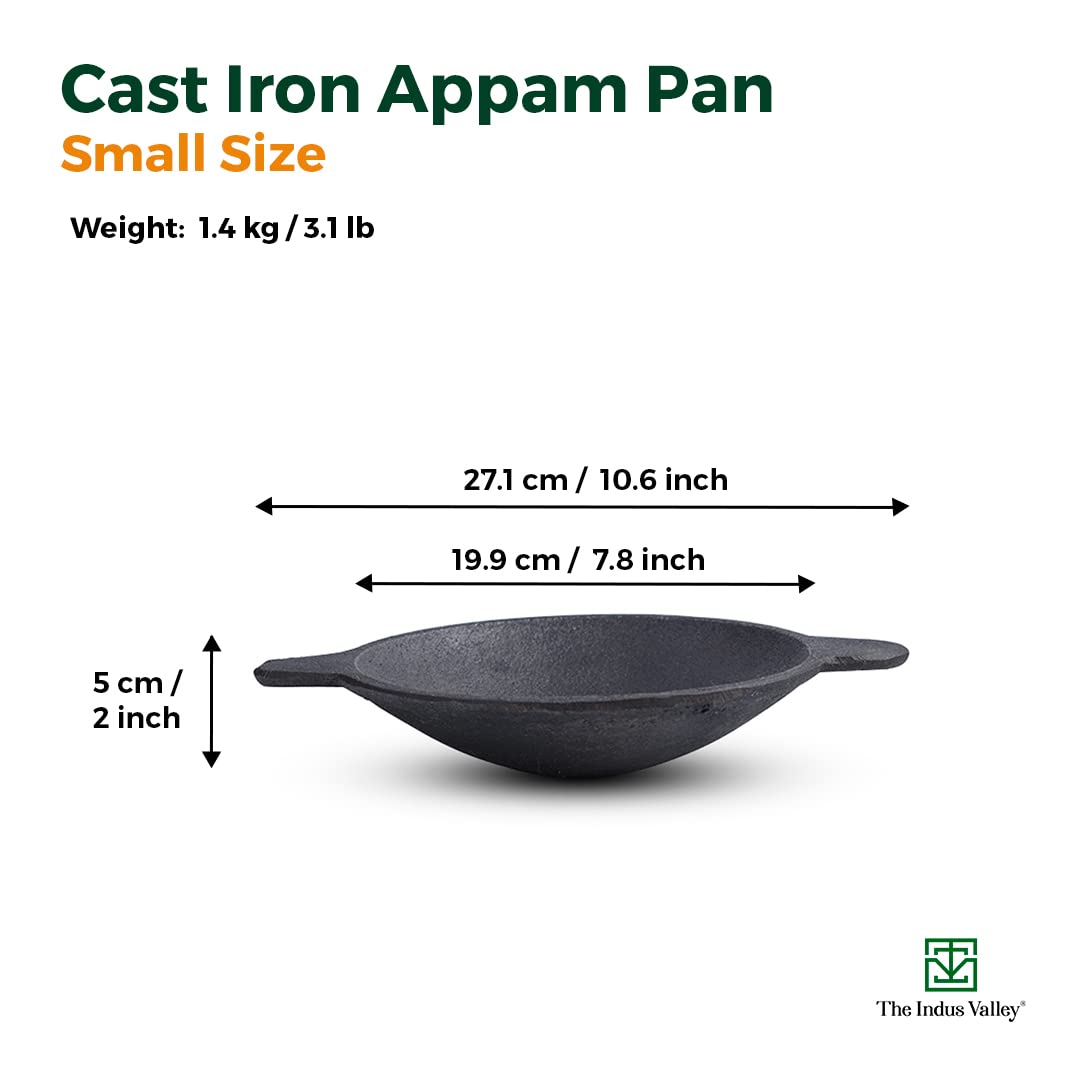 Cast Iron Appam Pan
Small Size
Weight: 1.4 kg / 3.1 lb
27.1 cm / 10.6 inch
19.9 cm / 7.8 inch
5 cm /
2 inch
The Indus Valley®